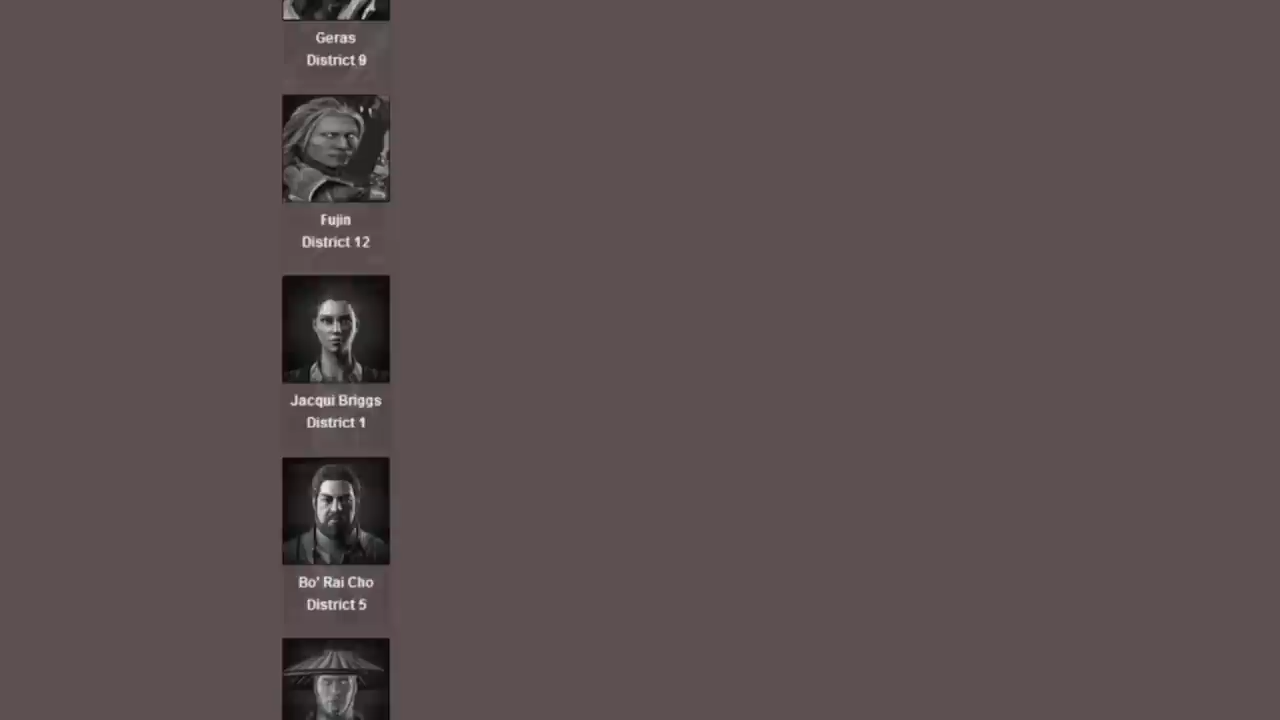 Geras
District 9
Fujin
District 12
Jacqui Briggs
District 1
Bo' Rai Cho
District 5